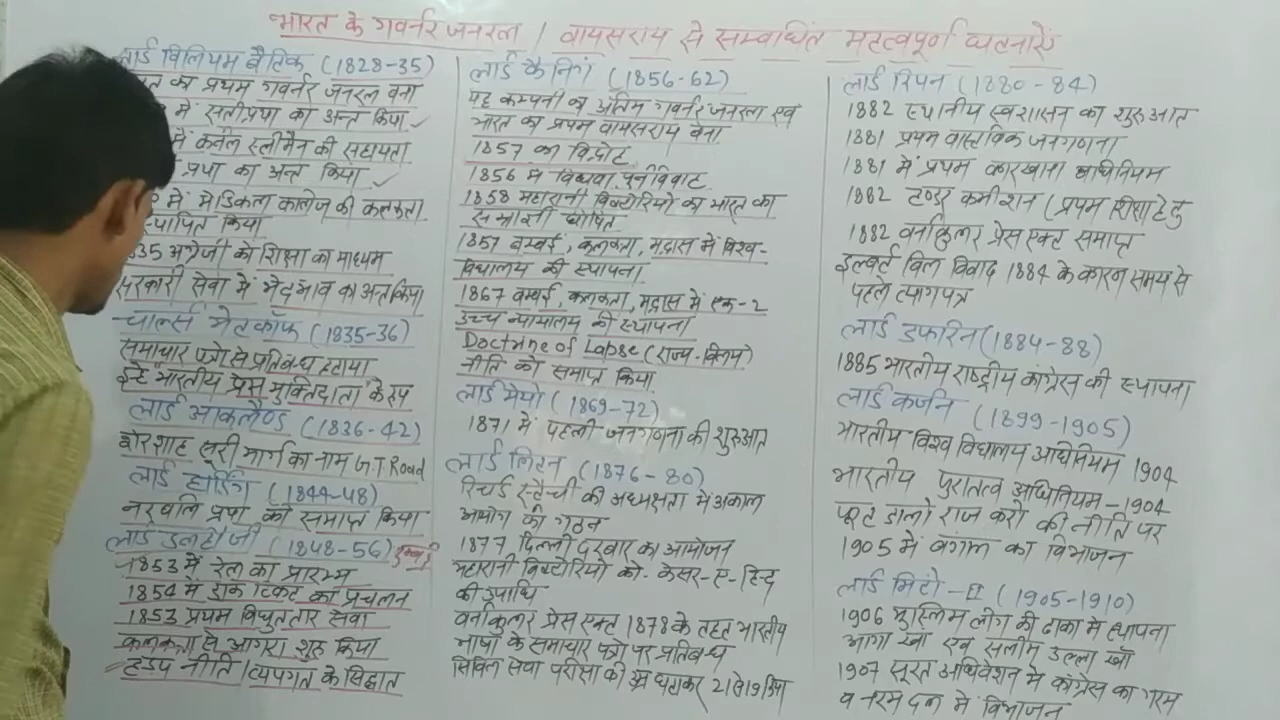 भारत के गवर्नर जनरल / वायसराय से सम्बंधित महत्वपूर्ण घटनाऐं
लार्ड विलियम बैंटिक (1828-35)
का प्रथम गवर्नर जनरल बना
में सतीप्रथा का अन्त किया
में कर्नल स्लीमैन की सहायता
प्रथा का अन्त किया
में मैडिकल कालेज की कलकता
स्थापित किया
35 अंग्रेजी को शिक्षा का माध्यम
सरकारी सेवा में भेदभाव का अन्त किया
चार्ल्स मेटकॉफ (1835-36)
समाचार पत्रो से प्रतिबंध हटाया
इन्हे "भारतीय प्रेस मुक्तिदाता" के रूप
लार्ड आकलैण्ड (1836-42)
शेरशाह सूरी मार्ग का नाम G.T Road
लार्ड हार्डिंग (1844-48)
नरबलि प्रथा को समाप्त किया
लार्ड डलहौजी (1848-56)
1853 में रेल का प्रारम्भ
1854 में डाक टिकट का प्रचलन
1853 प्रथम विधुत तार सेवा
कलकता से आगरा शुरू किया
हडप नीति / व्यपगत के सिद्धात
लार्ड कैनिंग (1856-62)
यह कम्पनी का अंतिम गवर्नर जनरल एवं
भारत का प्रथम वायसराय बना
1857 का विद्रोह
1856 में विधवा पुर्नविवाह
1858 महारानी विक्टोरियो को भारत का
सम्राज्ञी घोषित
1857 बम्बई, कलकता, मद्रास में विश्व-
विधालय की स्थापना
1867 बम्बई, कलकता, मद्रास में एक-2
उच्च न्यायालय की स्थापना
Doctrine of Lapse (राज्य-विलय)
नीति को समाप्त किया
लार्ड मेयो (1869-72)
1871 में पहली जनगणना की शुरुआत
लार्ड लिटन (1876-80)
रिचर्ड स्टैची की अध्यक्षता में अकाल
आयोग की गठन
1877 दिल्ली दरबार का आयोजन
महारानी विक्टोरियो को - केसर-ए-हिन्द
की उपाधि
वर्नाकुलर प्रेस एक्ट 1878 के तहत भारतीय
भाषा के समाचार पत्रो पर प्रतिबंध
सिविल सेवा परीक्षा की उम्र घटाकर 21 से 19 किया
लार्ड रिपन (1880-84)
1882 स्थानीय स्वशासन का शुरुआत
1881 प्रथम वास्तविक जनगणना
1881 में प्रथम कारखाना अधिनियम
1882 हण्टर कमीशन (प्रथम शिक्षा हेतु
1882 वर्नाकुलर प्रेस एक्ट समाप्त
इल्बर्ट बिल विवाद 1884 के कारण समय से
पहले त्यागपत्र
लार्ड डफरिन (1884-88)
1885 भारतीय राष्ट्रीय कांग्रेस की स्थापना
लार्ड कर्जन (1899-1905)
भारतीय विश्व विधालय अधिनियम 1904
भारतीय पुरातत्व अधिनियम - 1904
फूट डालो राज करो की नीति पर
1905 में बंगाल का विभाजन
लार्ड मिंटो - II (1905-1910)
1906 मुस्लिम लीग की ढाका में स्थापना
आगा खाँ एवं सलीम उल्ला खाँ
1907 सूरत अधिवेशन में कांग्रेस का गरम
व नरम दल में विभाजन